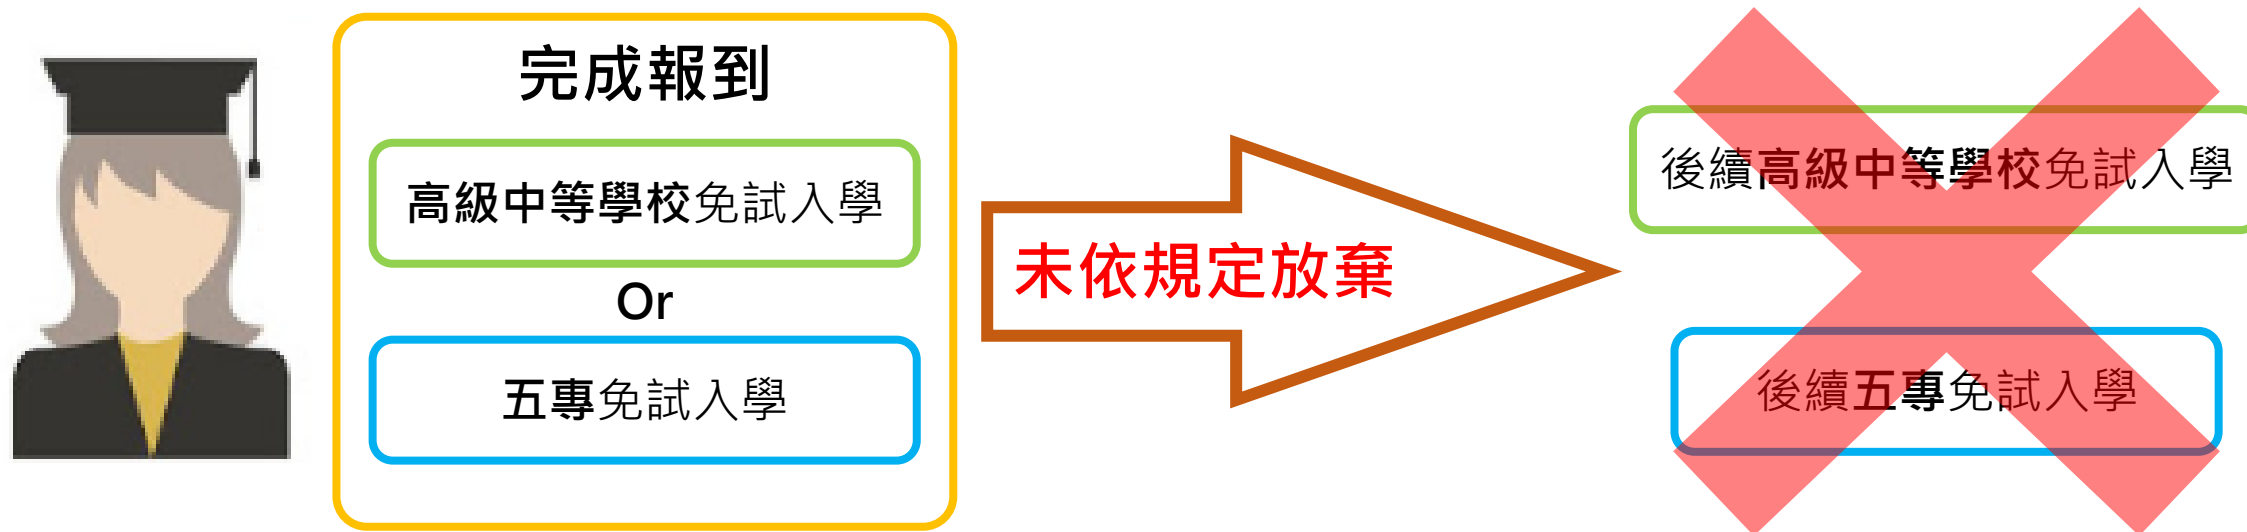 完成報到
高級中等學校免試入學
Or
五專免試入學
未依規定放棄
後續高級中等學校免試入學
後續五專免試入學